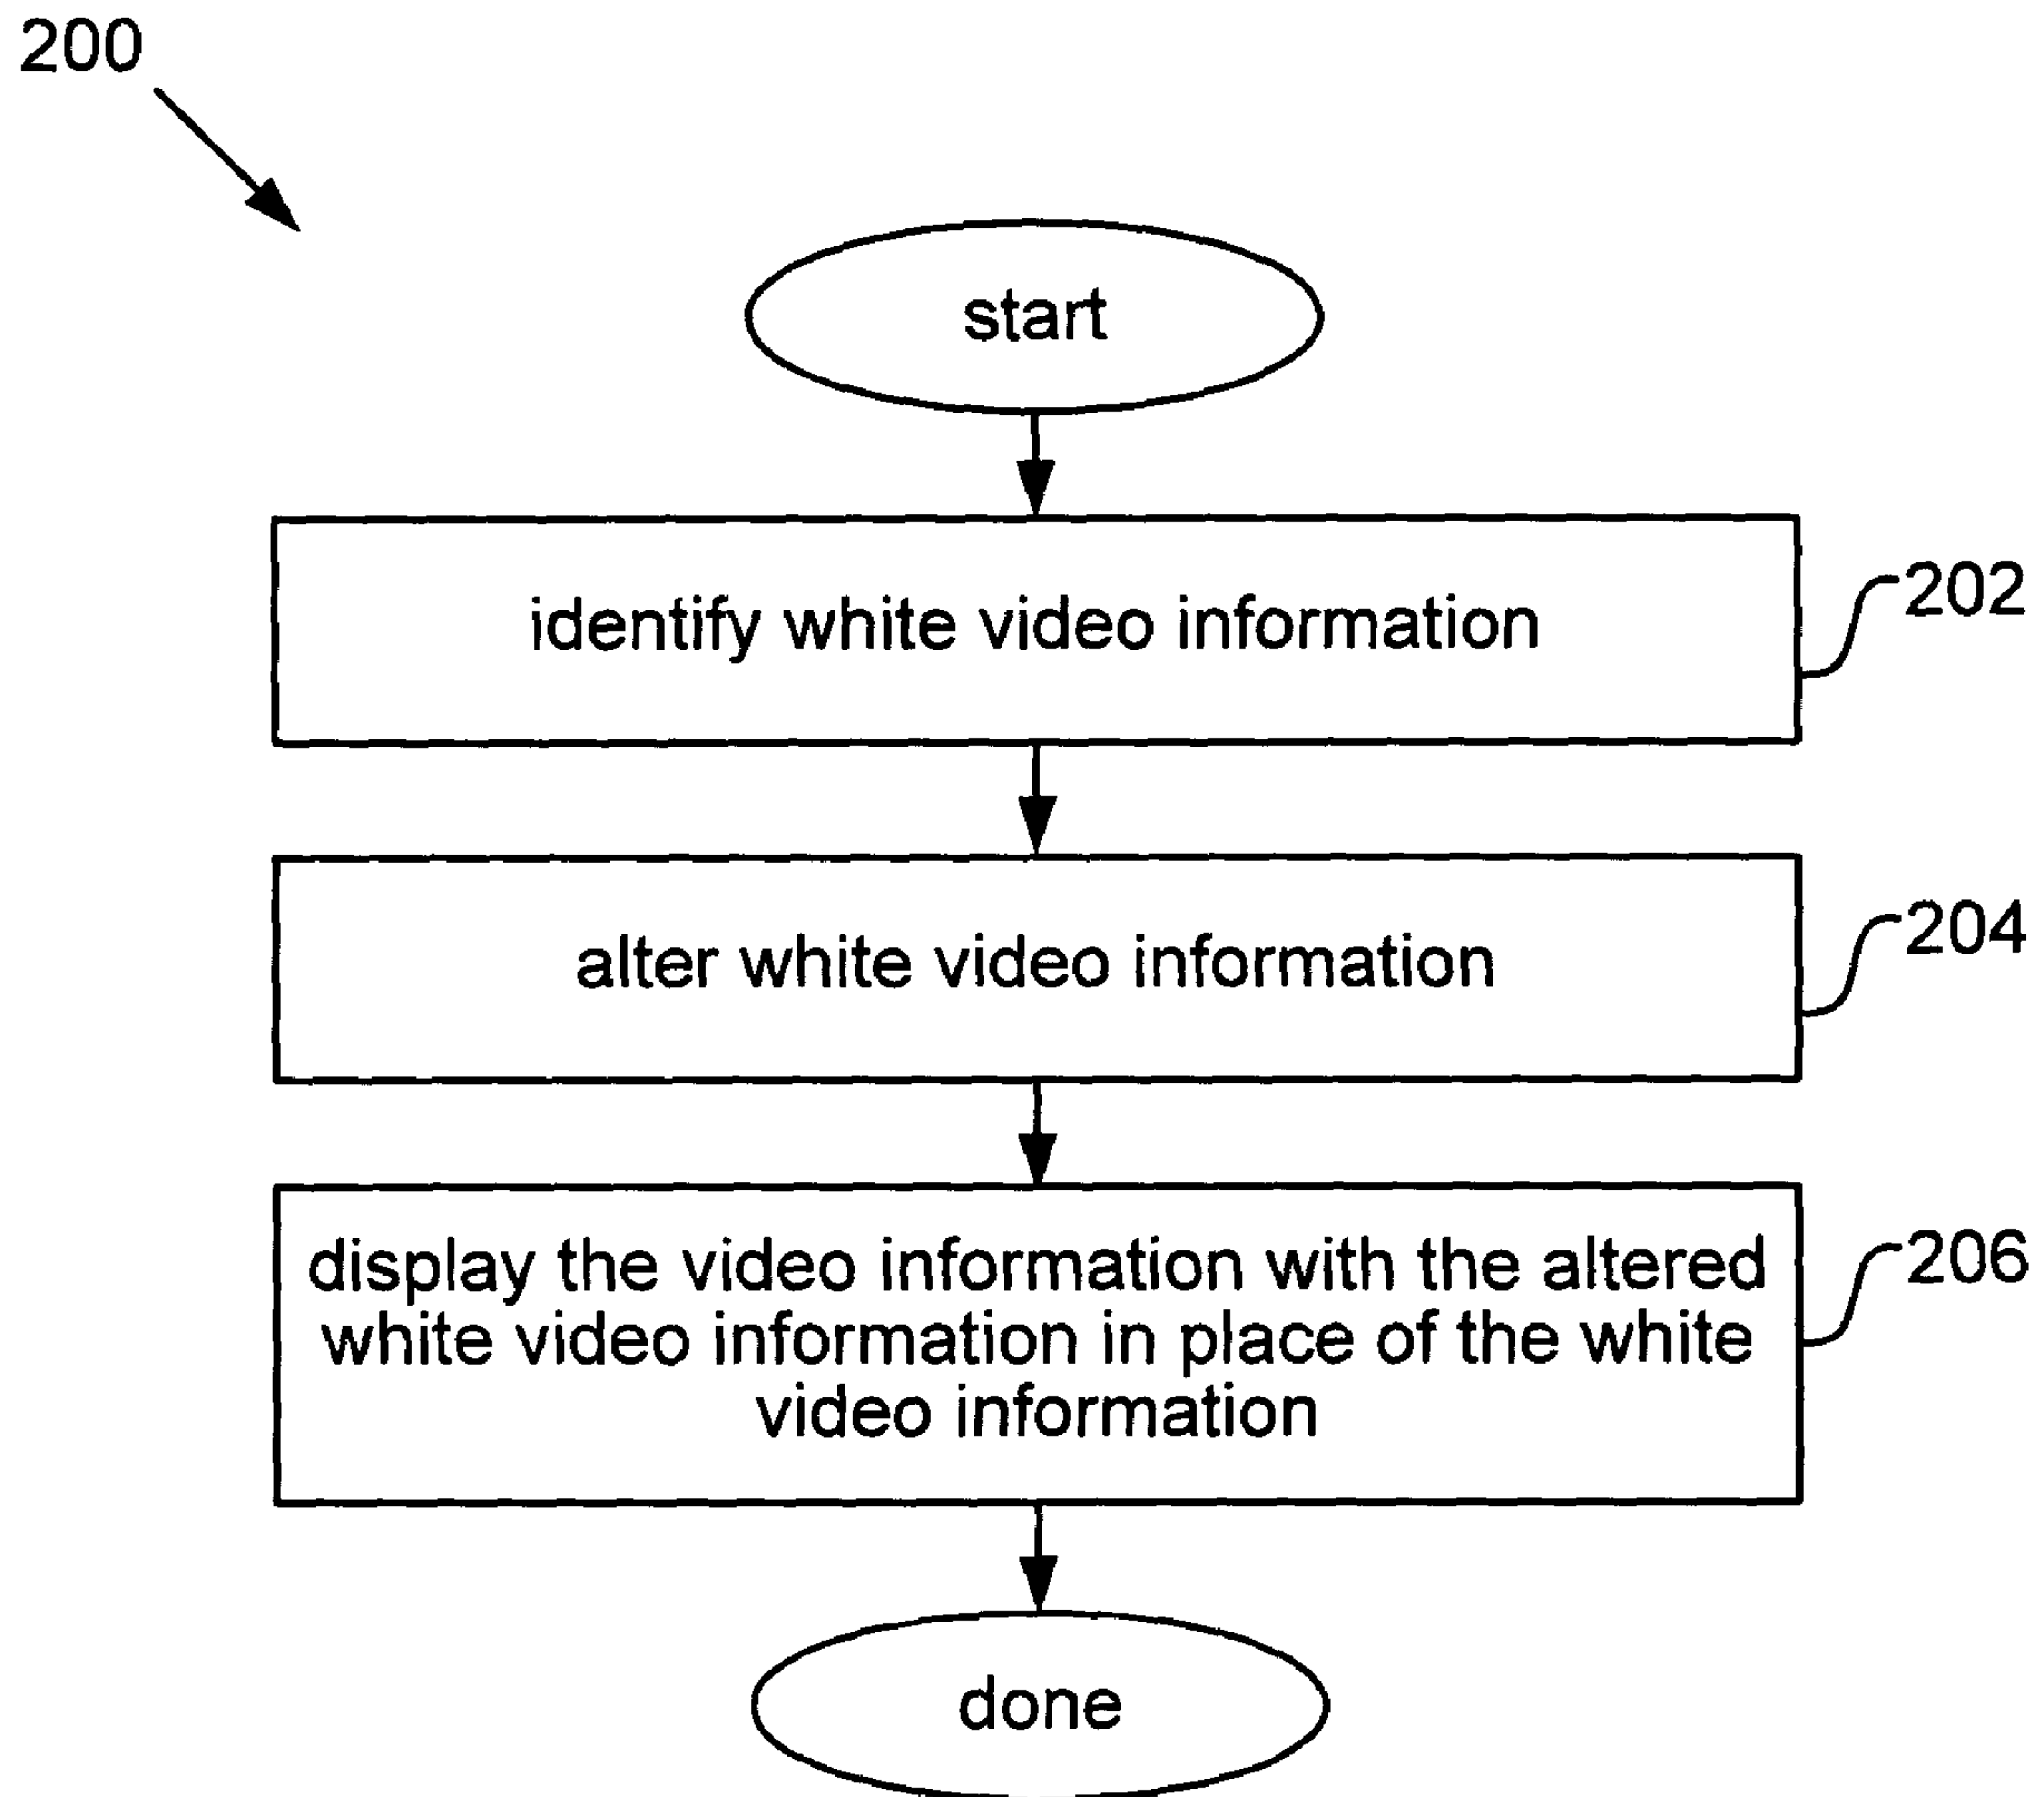 200
start
identify white video information
202
alter white video information
204
display the video information with the altered
white video information in place of the white
video information
206
done